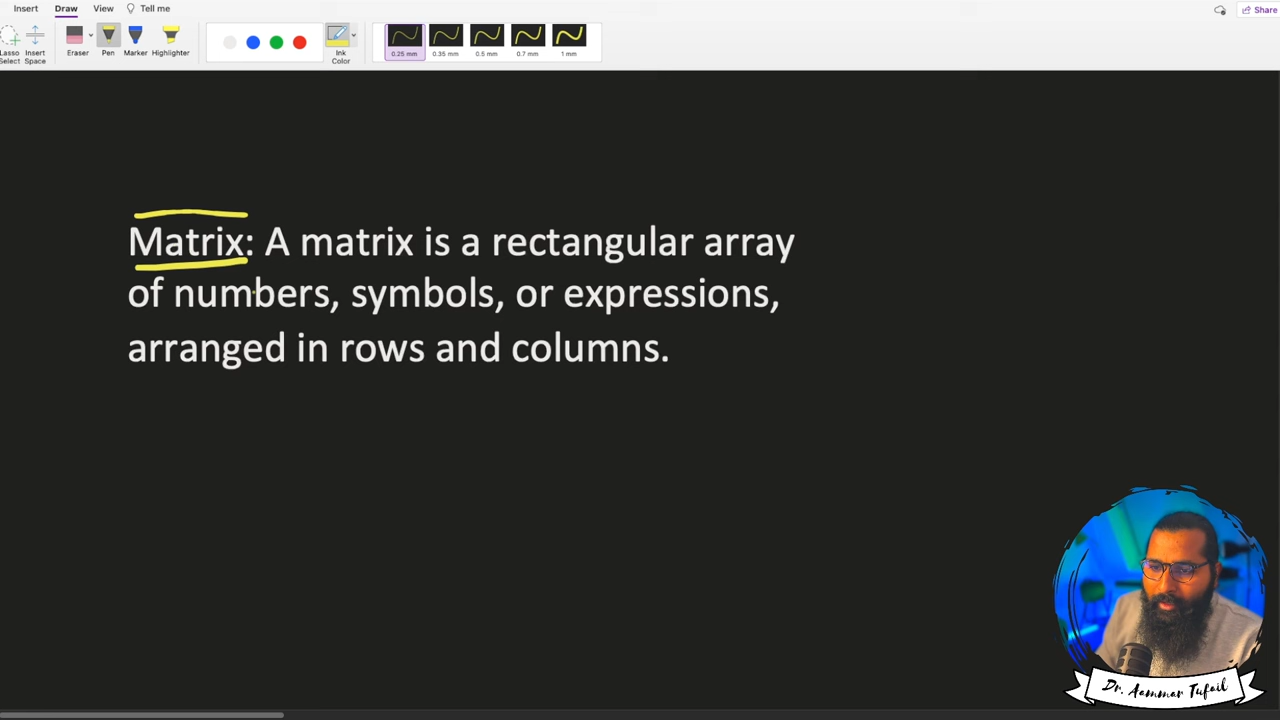 Insert Draw View Tell me
Share
Lasso Select
Insert Space
Eraser
Pen
Marker
Highlighter
Ink Color
0.25 mm
0.35 mm
0.5 mm
0.7 mm
1 mm
Matrix: A matrix is a rectangular array
of numbers, symbols, or expressions,
arranged in rows and columns.
Dr. Aammar Tufail